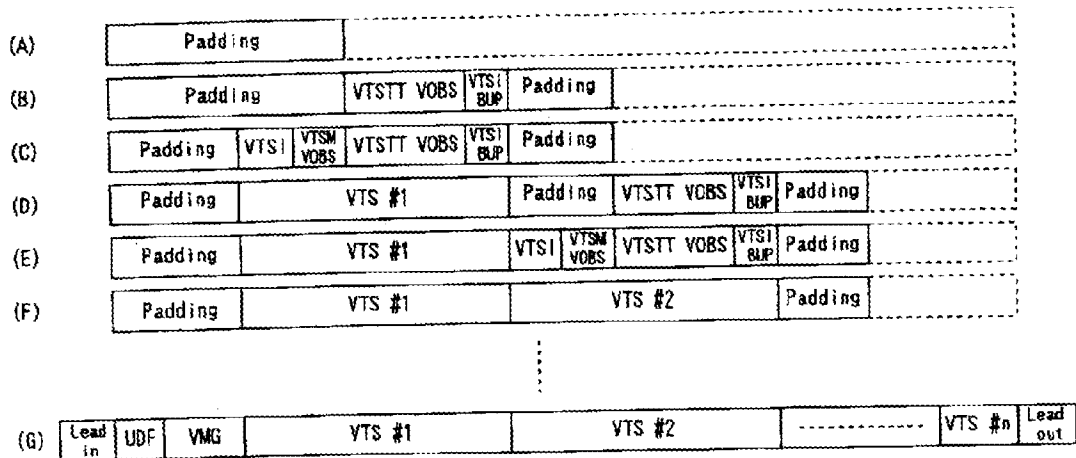 (A) Padding
(B) Padding VTSTT VOBS VTSI BUP Padding
(C) Padding VTSI VTSM VOBS VTSTT VOBS VTSI BUP Padding
(D) Padding VTS #1 Padding VTSTT VOBS VTSI BUP Padding
(E) Padding VTS #1 VTSI VTSM VOBS VTSTT VOBS VTSI BUP Padding
(F) Padding VTS #1 VTS #2 Padding
(G) Lead in UDF VMG VTS #1 VTS #2 VTS #n Lead out